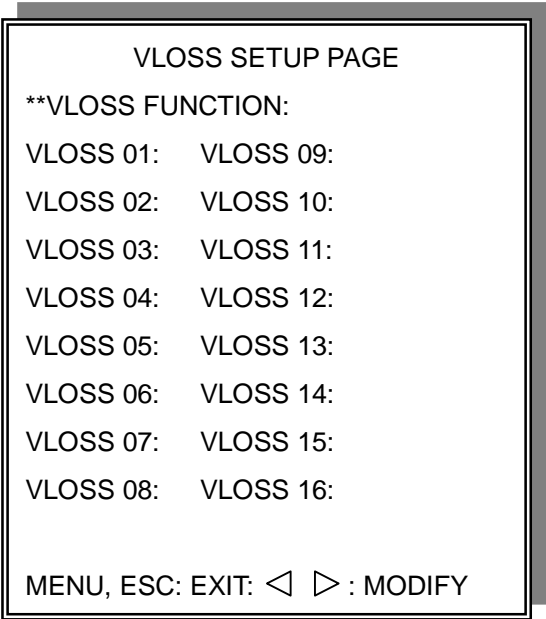 VLOSS SETUP PAGE
**VLOSS FUNCTION:
VLOSS 01: VLOSS 09:
VLOSS 02: VLOSS 10:
VLOSS 03: VLOSS 11:
VLOSS 04: VLOSS 12:
VLOSS 05: VLOSS 13:
VLOSS 06: VLOSS 14:
VLOSS 07: VLOSS 15:
VLOSS 08: VLOSS 16:
MENU, ESC: EXIT: ◁ ▷ : MODIFY